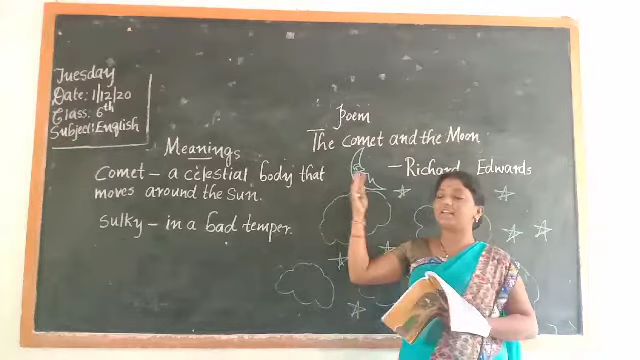 Tuesday
Date: 1/12/20
Class: 6th
Subject: English
Poem
The Comet and the Moon
- Richard Edwards
Meanings
Comet - a celestial body that
moves around the Sun.
Sulky - in a bad temper.